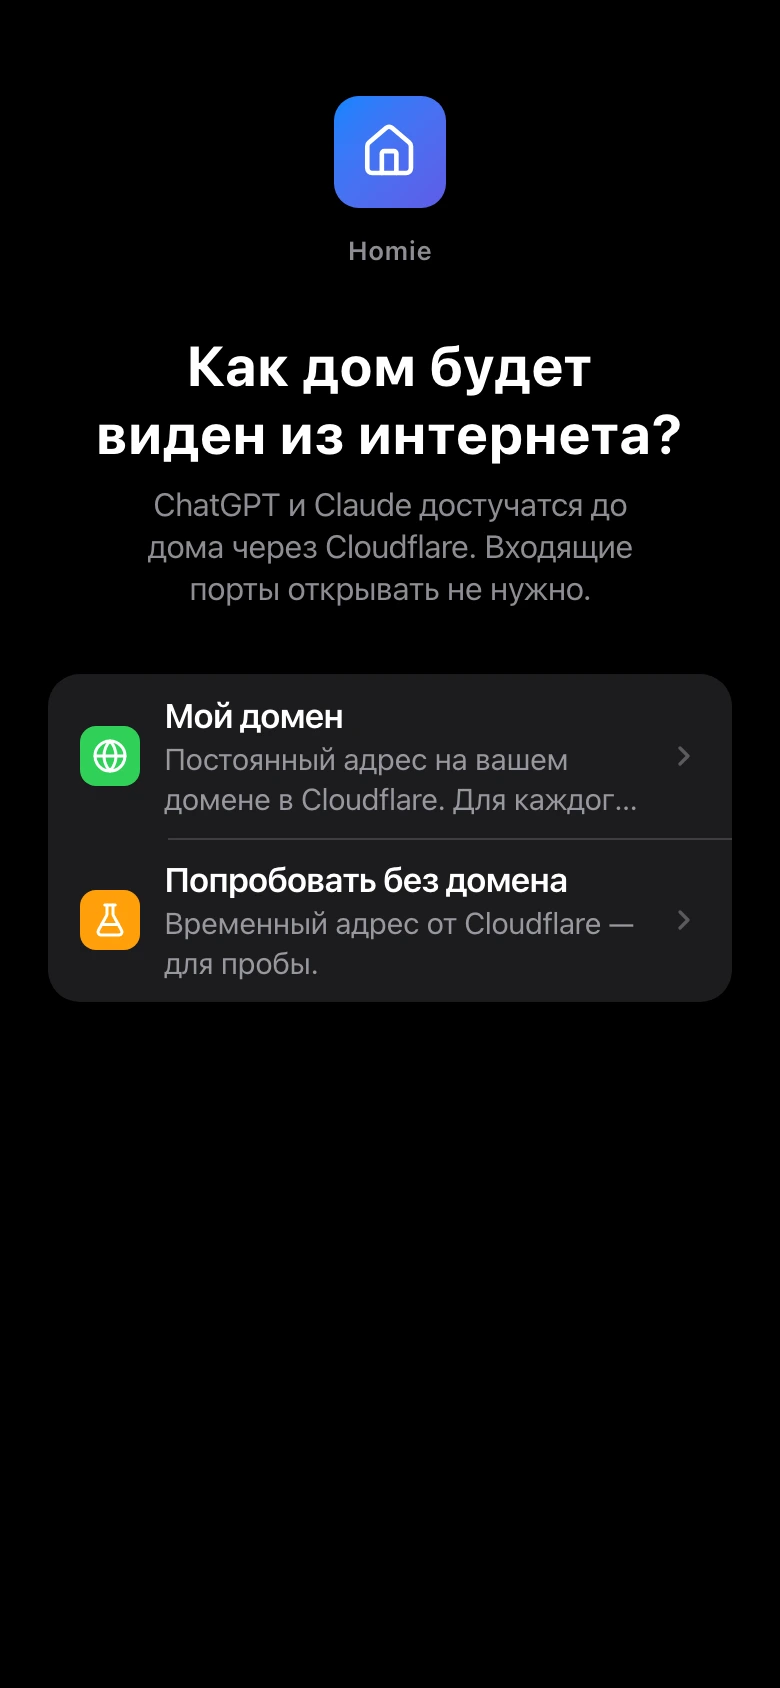 Homie
Как дом будет
виден из интернета?
ChatGPT и Claude достучатся до
дома через Cloudflare. Входящие
порты открывать не нужно.
Мой домен
Постоянный адрес на вашем
домене в Cloudflare. Для каждог...
Попробовать без домена
Временный адрес от Cloudflare —
для пробы.